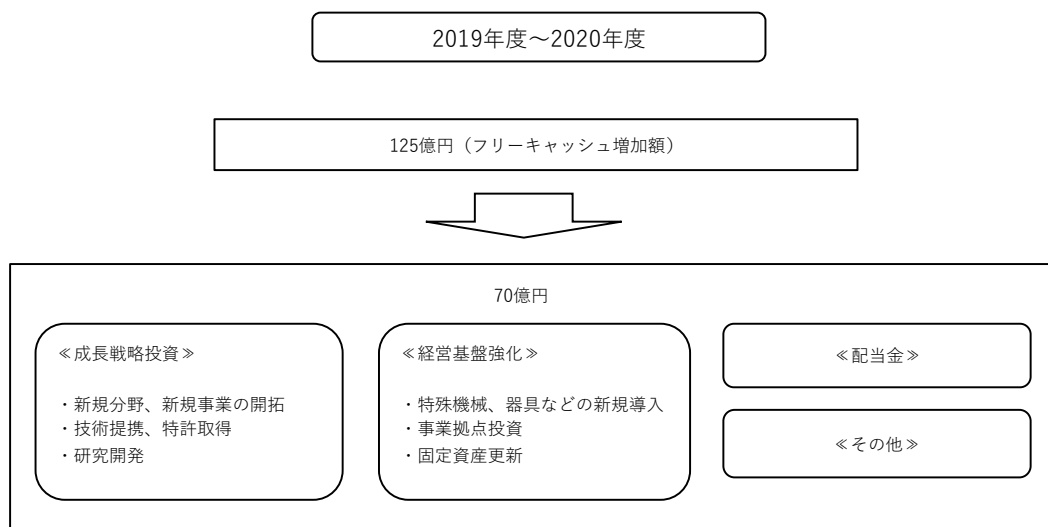 2019年度～2020年度
125億円（フリーキャッシュ増加額）
70億円
≪成長戦略投資≫
・新規分野、新規事業の開拓
・技術提携、特許取得
・研究開発
≪経営基盤強化≫
・特殊機械、器具などの新規導入
・事業拠点投資
・固定資産更新
≪配当金≫
≪その他≫